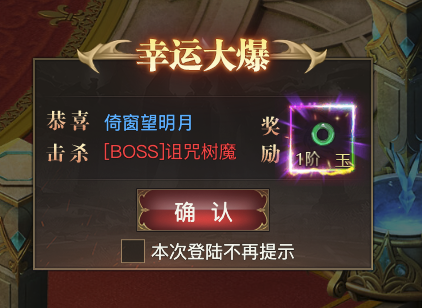 幸运大爆
恭喜 倚窗望明月
击杀 [BOSS]诅咒树魔
奖励
1阶 玉
确认
本次登陆不再提示